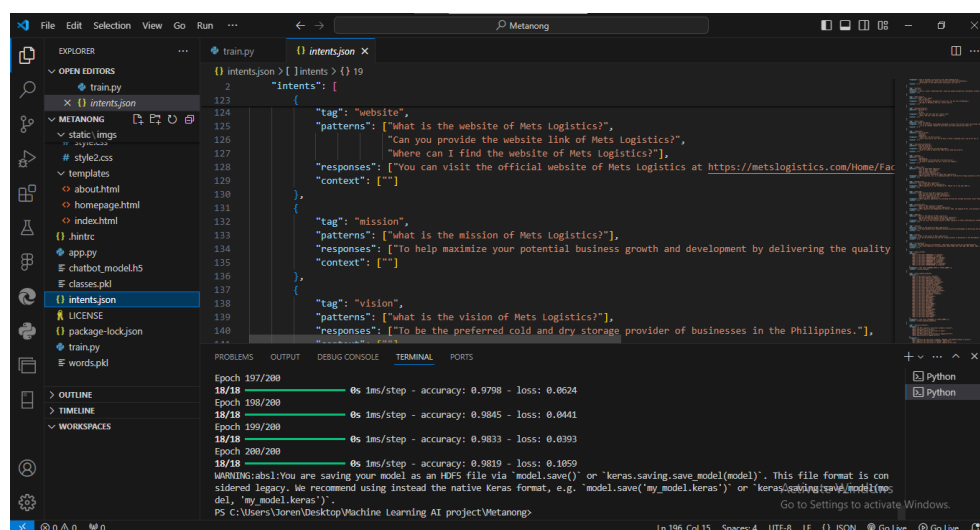 File Edit Selection View Go Run ··· ← → Metanong
EXPLORER ···
OPEN EDITORS
train.py
× {} intents.json
METANONG
static \ imgs
# style2.css
templates
<> about.html
<> homepage.html
<> index.html
{} .hintrc
app.py
chatbot_model.h5
classes.pkl
{} intents.json
LICENSE
{} package-lock.json
train.py
words.pkl
> OUTLINE
> TIMELINE
WORKSPACES
train.py {} intents.json ×
{} intents.json > [ ] intents > {} 19
2 "intents": [
123 {
124 "tag": "website",
125 "patterns": ["What is the website of Mets Logistics?",
126 "Can you provide the website link of Mets Logistics?",
127 "Where can I find the website of Mets Logistics?"],
128 "responses": ["You can visit the official website of Mets Logistics at https://metslogistics.com/Home/Fac
129 "context": [""]
130 },
131 {
132 "tag": "mission",
133 "patterns": ["what is the mission of Mets Logistics?"],
134 "responses": ["To help maximize your potential business growth and development by delivering the quality
135 "context": [""]
136 },
137 {
138 "tag": "vision",
139 "patterns": ["what is the vision of Mets Logistics?"],
140 "responses": ["To be the preferred cold and dry storage provider of businesses in the Philippines."],
PROBLEMS OUTPUT DEBUG CONSOLE TERMINAL PORTS
Epoch 197/200
18/18 0s 1ms/step - accuracy: 0.9798 - loss: 0.0624
Epoch 198/200
18/18 0s 1ms/step - accuracy: 0.9845 - loss: 0.0441
Epoch 199/200
18/18 0s 1ms/step - accuracy: 0.9833 - loss: 0.0393
Epoch 200/200
18/18 0s 1ms/step - accuracy: 0.9819 - loss: 0.1059
WARNING:absl:You are saving your model as an HDF5 file via `model.save()` or `keras.saving.save_model(model)`. This file format is con
sidered legacy. We recommend using instead the native Keras format, e.g. `model.save('my_model.keras')` or `keras.saving.save_model(mo
del, 'my_model.keras')`.
PS C:\Users\Joren\Desktop\Machine Learning AI project\Metanong>
Python
Python
Activate Windows
Go to Settings to activate Windows.
0 0 0 Ln 196, Col 15 Spaces: 4 UTF-8 LF {} JSON Go Live Go Live